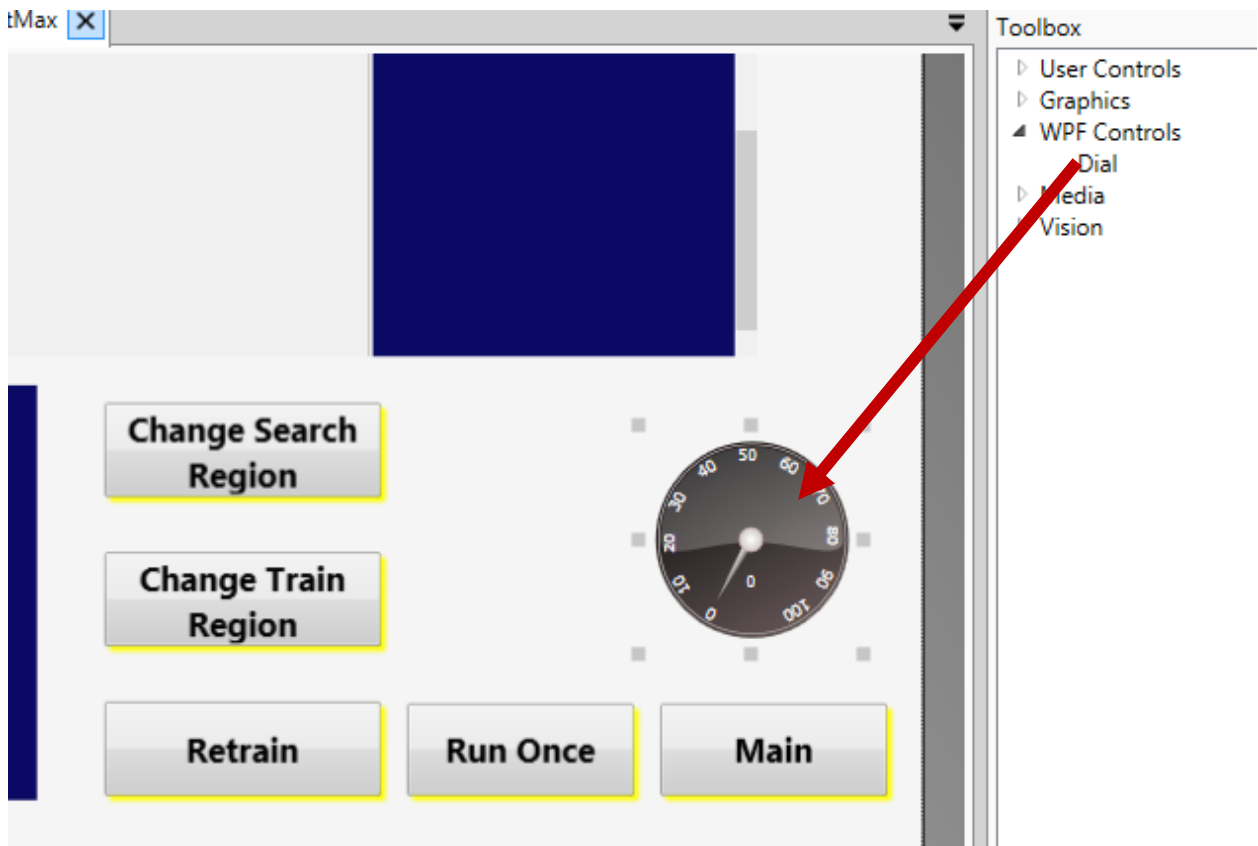 tMax
Toolbox
User Controls
Graphics
WPF Controls
Dial
Media
Vision
Change Search
Region
Change Train
Region
Retrain
Run Once
Main
0
10
20
30
40
50
60
70
80
90
100
0